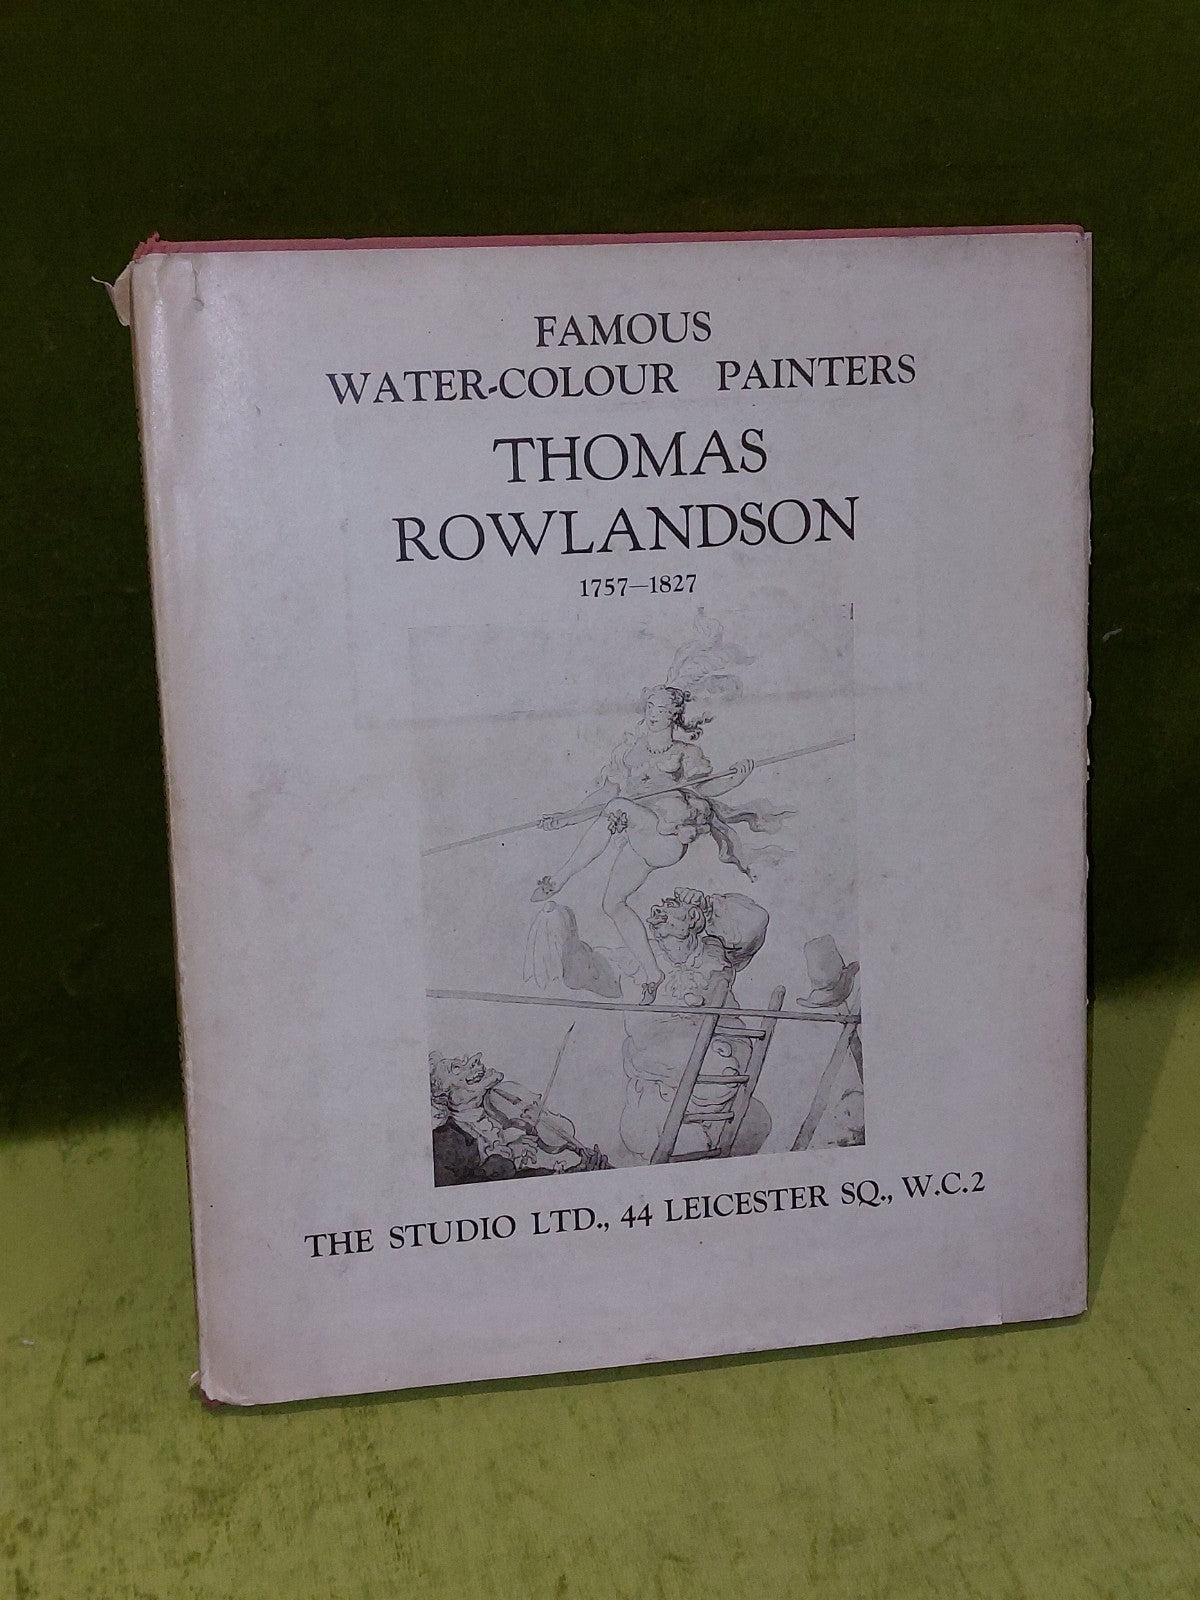 FAMOUS
WATER-COLOUR PAINTERS
THOMAS
ROWLANDSON
1757—1827
THE STUDIO LTD., 44 LEICESTER SQ., W.C.2